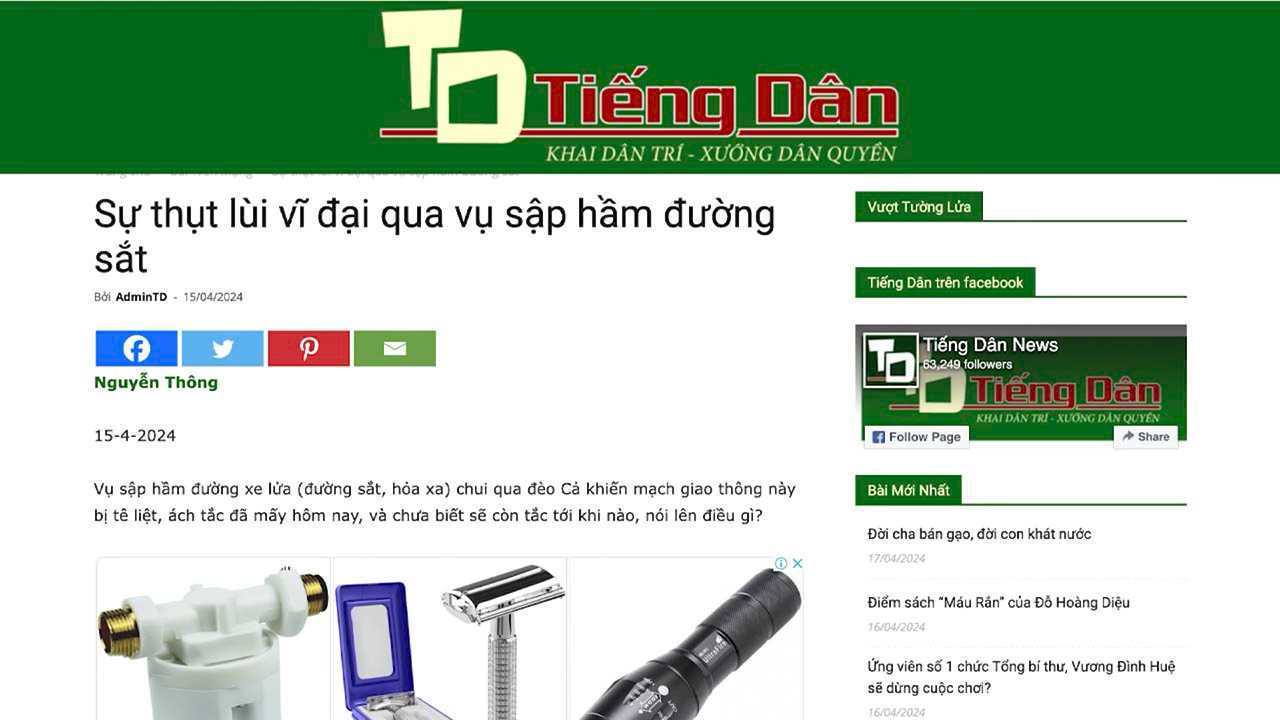 TD Tiếng Dân
KHAI DÂN TRÍ - XƯỚNG DÂN QUYỀN
Sự thụt lùi vĩ đại qua vụ sập hầm đường
sắt
Bởi AdminTD - 15/04/2024
Nguyễn Thông
15-4-2024
Vụ sập hầm đường xe lửa (đường sắt, hỏa xa) chui qua đèo Cả khiến mạch giao thông này
bị tê liệt, ách tắc đã mấy hôm nay, và chưa biết sẽ còn tắc tới khi nào, nói lên điều gì?
UltraFire
Vượt Tường Lửa
Tiếng Dân trên facebook
TD Tiếng Dân News
63,249 followers
Tiếng Dân
KHAI DÂN TRÍ - XƯỚNG DÂN QUYỀN
Follow Page
Share
Bài Mới Nhất
Đời cha bán gạo, đời con khát nước
17/04/2024
Điểm sách “Máu Rắn” của Đỗ Hoàng Diệu
16/04/2024
Ứng viên số 1 chức Tổng bí thư, Vương Đình Huệ
sẽ dừng cuộc chơi?
16/04/2024